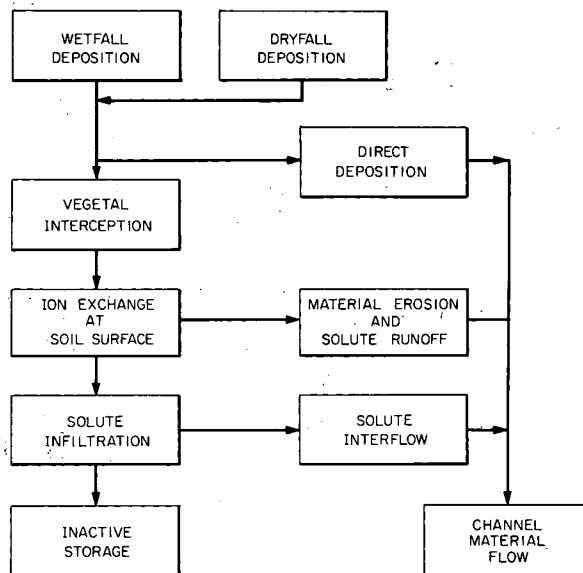 WETFALL
DEPOSITION
DRYFALL
DEPOSITION
DIRECT
DEPOSITION
VEGETAL
INTERCEPTION
ION EXCHANGE
AT
SOIL SURFACE
MATERIAL EROSION
AND
SOLUTE RUNOFF
SOLUTE
INFILTRATION
SOLUTE
INTERFLOW
INACTIVE
STORAGE
CHANNEL
MATERIAL
FLOW